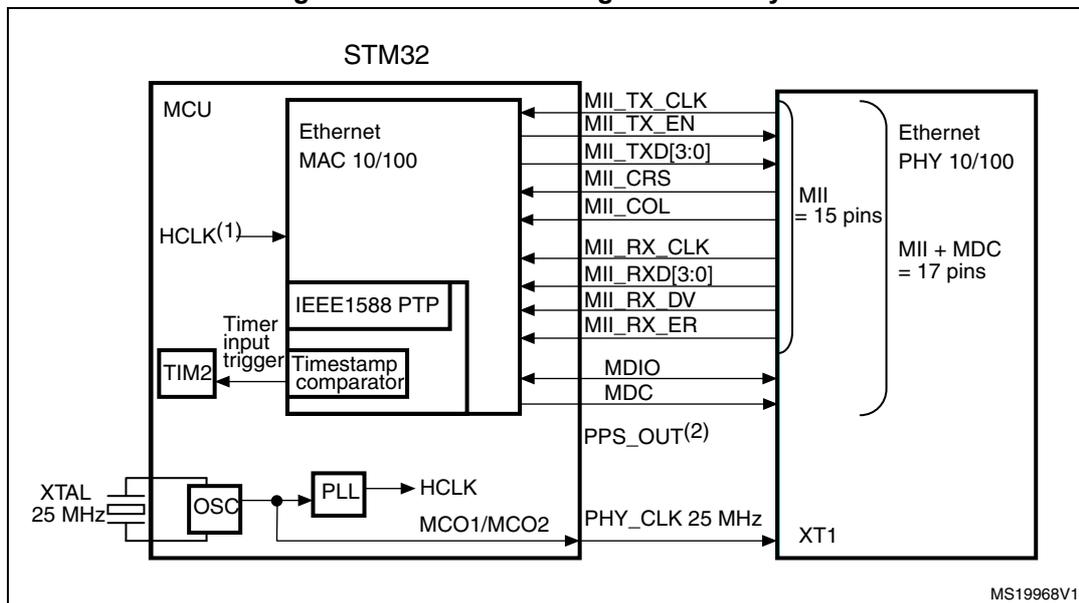 STM32
MCU
Ethernet
MAC 10/100
HCLK(1)
IEEE1588 PTP
Timer
input
trigger
TIM2
Timestamp
comparator
MII_TX_CLK
MII_TX_EN
MII_TXD[3:0]
MII_CRS
MII_COL
MII_RX_CLK
MII_RXD[3:0]
MII_RX_DV
MII_RX_ER
MDIO
MDC
PPS_OUT(2)
MII
= 15 pins
Ethernet
PHY 10/100
MII + MDC
= 17 pins
XTAL
25 MHz
OSC
PLL
HCLK
MCO1/MCO2
PHY_CLK 25 MHz
XT1
MS19968V1